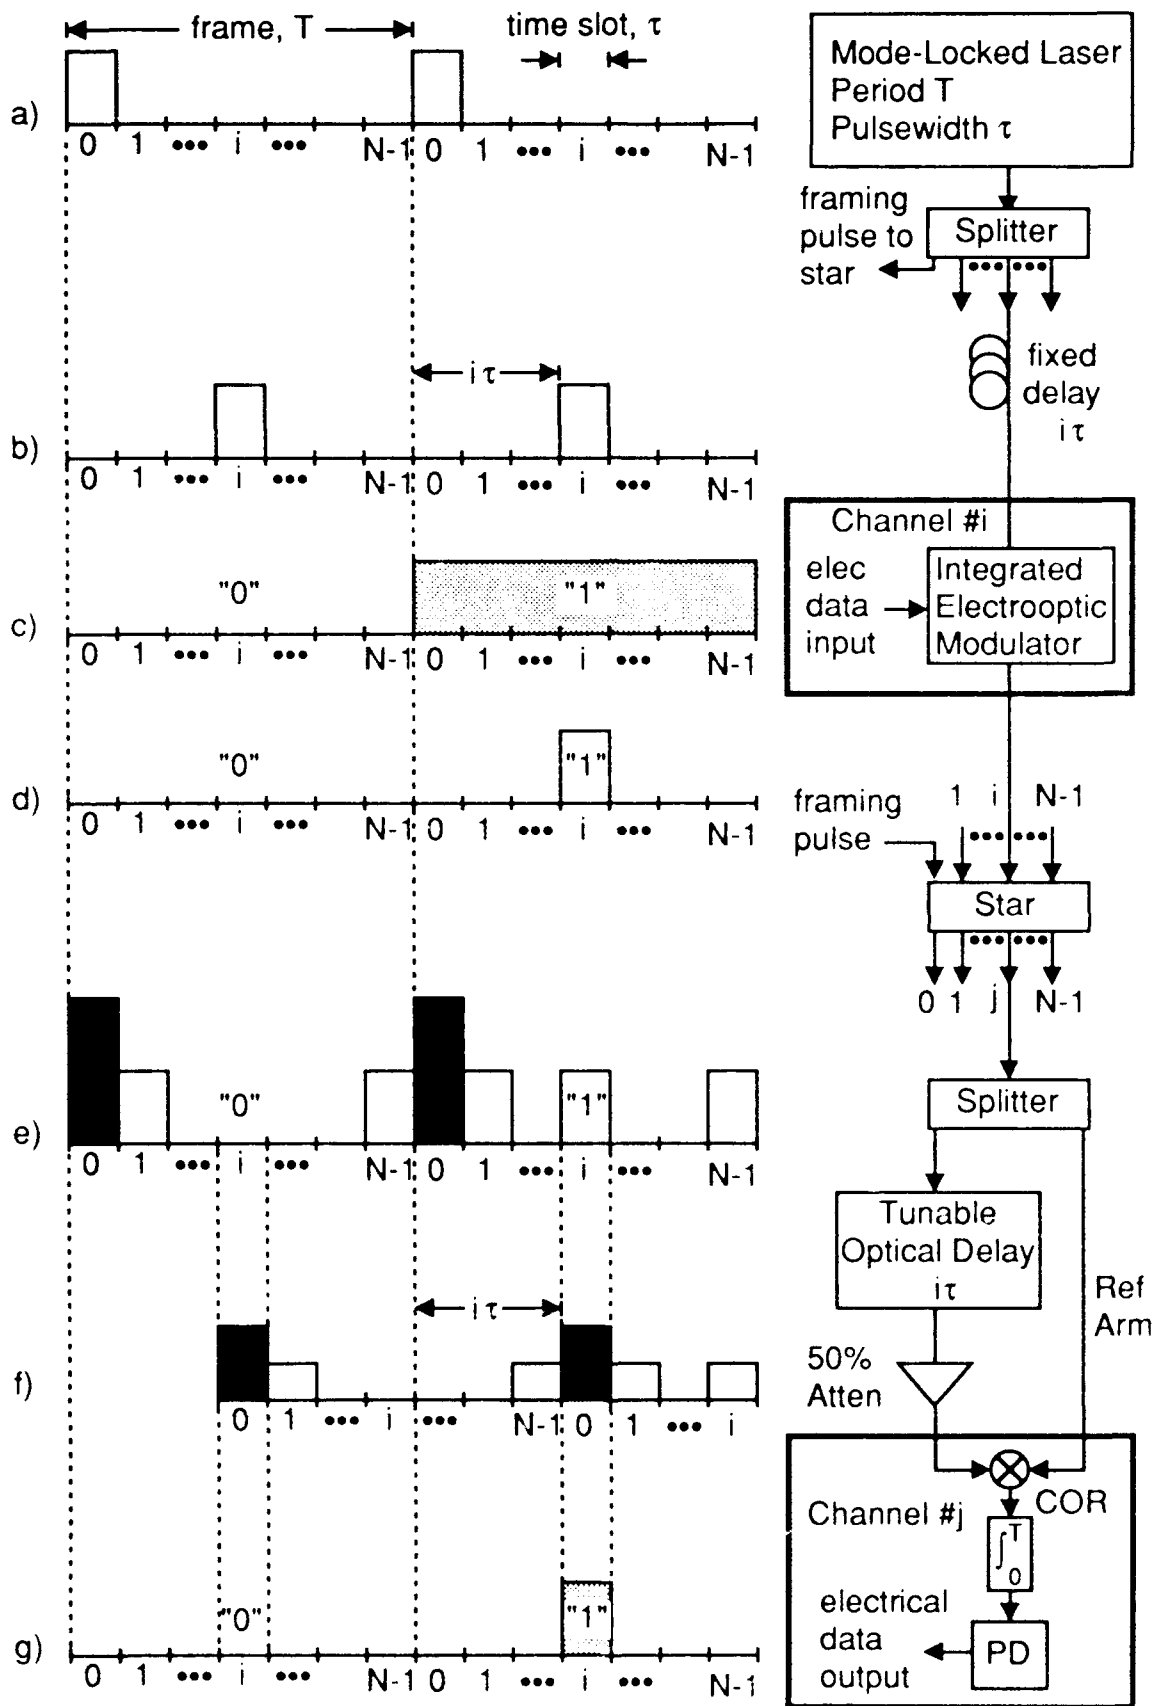 frame, T
time slot, τ
a)
0 1 ••• i ••• N-1 0 1 ••• i ••• N-1
iτ
b)
0 1 ••• i ••• N-1 0 1 ••• i ••• N-1
"0" "1"
c)
0 1 ••• i ••• N-1 0 1 ••• i ••• N-1
"0" "1"
d)
0 1 ••• i ••• N-1 0 1 ••• i ••• N-1
"0" "1"
e)
0 1 ••• i ••• N-1 0 1 ••• i ••• N-1
iτ
f)
0 1 ••• i ••• N-1 0 1 ••• i
"0" "1"
g)
0 1 ••• i ••• N-1 0 1 ••• i ••• N-1
Mode-Locked Laser
Period T
Pulsewidth τ
framing
pulse to
star
Splitter
••• •••
fixed
delay
iτ
Channel #i
elec
data
input
Integrated
Electrooptic
Modulator
framing
pulse
1 i N-1
••• •••
Star
••• •••
0 1 j N-1
Splitter
Tunable
Optical Delay
iτ
Ref
Arm
50%
Atten
COR
Channel #j
∫₀ᵀ
electrical
data
output
PD